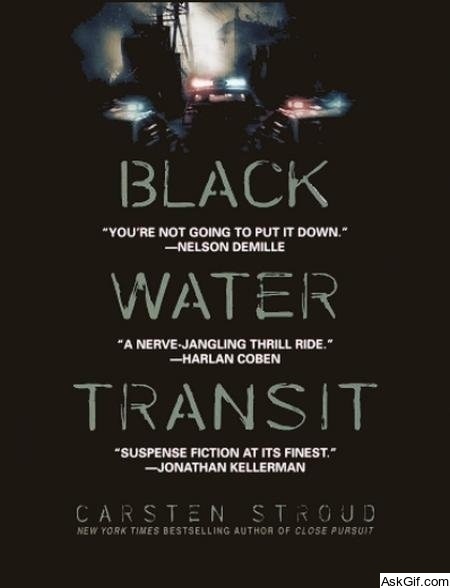 BLACK
“YOU’RE NOT GOING TO PUT IT DOWN.”
—NELSON DEMILLE
WATER
“A NERVE-JANGLING THRILL RIDE.”
—HARLAN COBEN
TRANSIT
“SUSPENSE FICTION AT ITS FINEST.”
—JONATHAN KELLERMAN
CARSTEN STROUD
NEW YORK TIMES BESTSELLING AUTHOR OF CLOSE PURSUIT
AskGif.com